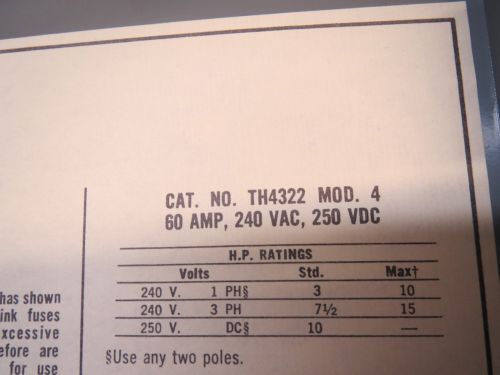 CAT. NO. TH4322 MOD. 4
60 AMP, 240 VAC, 250 VDC
H.P. RATINGS
Volts Std. Max†
240 V. 1 PH§ 3 10
240 V. 3 PH 7½ 15
250 V. DC§ 10 —
§Use any two poles.
has shown
ink fuses
xcessive
efore are
for use